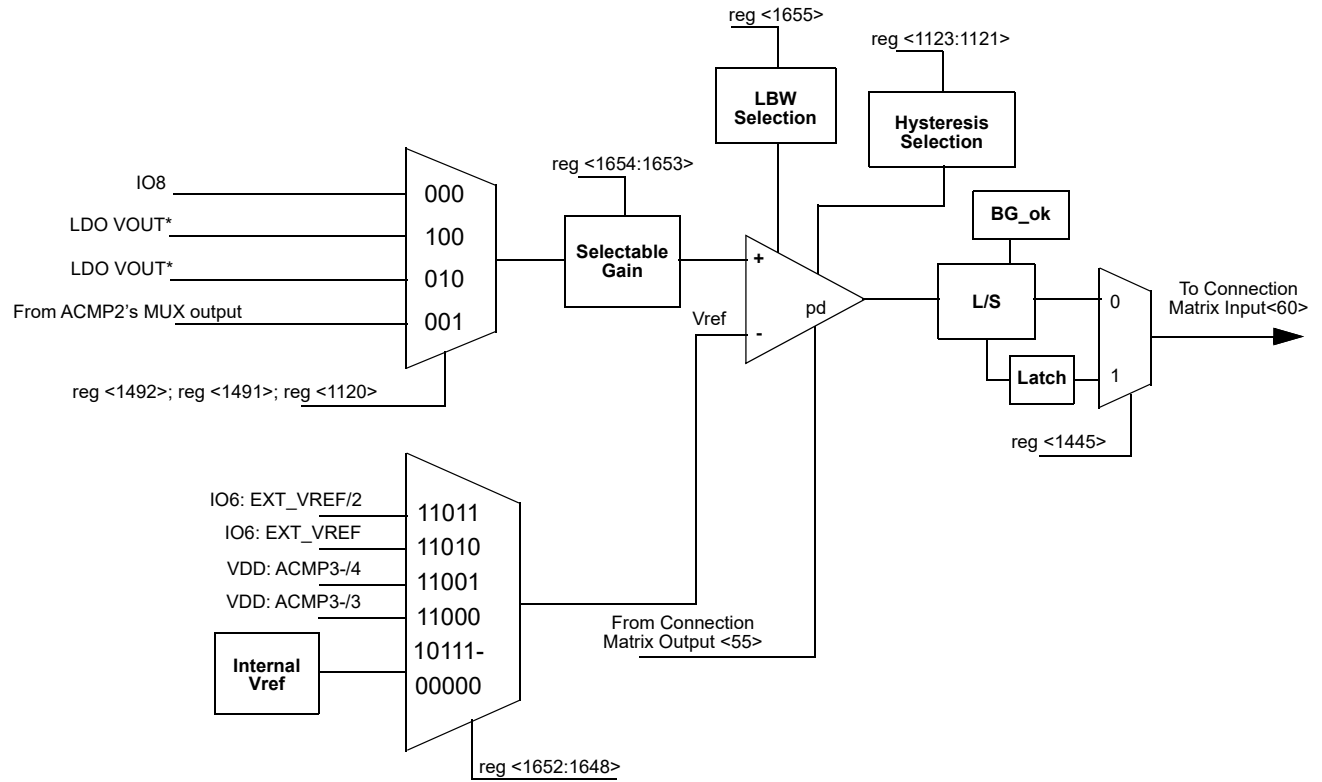 reg <1655>
reg <1123:1121>
LBW
Selection
Hysteresis
Selection
reg <1654:1653>
IO8
000
LDO VOUT*
100
LDO VOUT*
010
From ACMP2's MUX output
001
Selectable
Gain
BG_ok
+
Vref
-
pd
L/S
0
To Connection
Matrix Input<60>
Latch
1
reg <1492>; reg <1491>; reg <1120>
reg <1445>
IO6: EXT_VREF/2
11011
IO6: EXT_VREF
11010
VDD: ACMP3-/4
11001
VDD: ACMP3-/3
11000
Internal
Vref
10111-
00000
From Connection
Matrix Output <55>
reg <1652:1648>